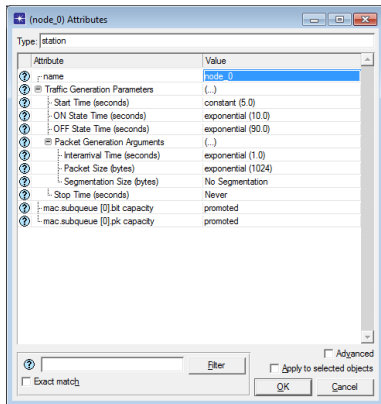 (node_0) Attributes
Type: station
Attribute Value
name node_0
Traffic Generation Parameters (...)
Start Time (seconds) constant (5.0)
ON State Time (seconds) exponential (10.0)
OFF State Time (seconds) exponential (90.0)
Packet Generation Arguments (...)
Interarrival Time (seconds) exponential (1.0)
Packet Size (bytes) exponential (1024)
Segmentation Size (bytes) No Segmentation
Stop Time (seconds) Never
mac.subqueue [0].bit capacity promoted
mac.subqueue [0].pk capacity promoted
Advanced
Filter
Apply to selected objects
Exact match
OK Cancel